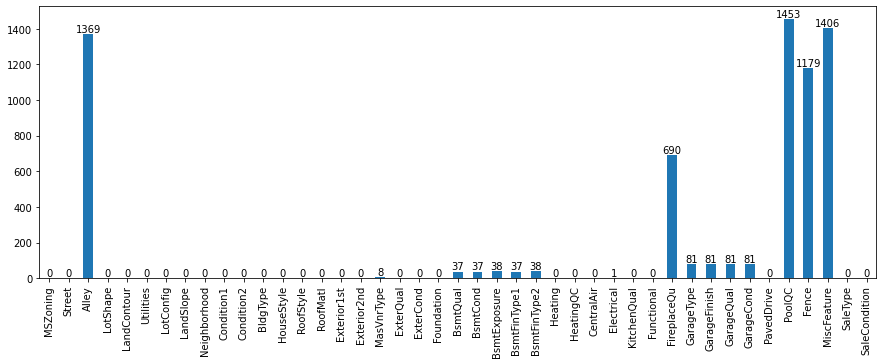 1400
1200
1000
800
600
400
200
0
0
0
1369
0
0
0
0
0
0
0
0
0
0
0
0
0
0
8
0
0
0
37
37
38
37
38
0
0
0
1
0
0
690
81
81
81
81
0
1453
1179
1406
0
0
MSZoning
Street
Alley
LotShape
LandContour
Utilities
LotConfig
LandSlope
Neighborhood
Condition1
Condition2
BldgType
HouseStyle
RoofStyle
RoofMatl
Exterior1st
Exterior2nd
MasVnrType
ExterQual
ExterCond
Foundation
BsmtQual
BsmtCond
BsmtExposure
BsmtFinType1
BsmtFinType2
Heating
HeatingQC
CentralAir
Electrical
KitchenQual
Functional
FireplaceQu
GarageType
GarageFinish
GarageQual
GarageCond
PavedDrive
PoolQC
Fence
MiscFeature
SaleType
SaleCondition